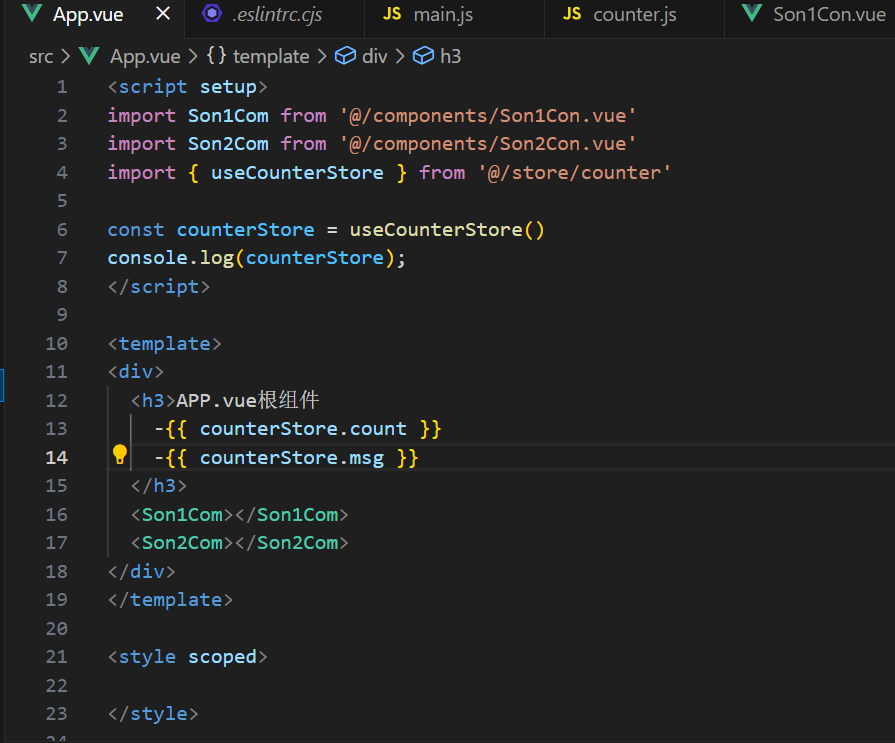 App.vue × .eslintrc.cjs JS main.js JS counter.js Son1Con.vue
src > App.vue > {} template > div > h3
1 <script setup>
2 import Son1Com from '@/components/Son1Con.vue'
3 import Son2Com from '@/components/Son2Con.vue'
4 import { useCounterStore } from '@/store/counter'
5
6 const counterStore = useCounterStore()
7 console.log(counterStore);
8 </script>
9
10 <template>
11 <div>
12   <h3>APP.vue根组件
13     -{{ counterStore.count }}
14     -{{ counterStore.msg }}
15   </h3>
16   <Son1Com></Son1Com>
17   <Son2Com></Son2Com>
18 </div>
19 </template>
20
21 <style scoped>
22
23 </style>
24